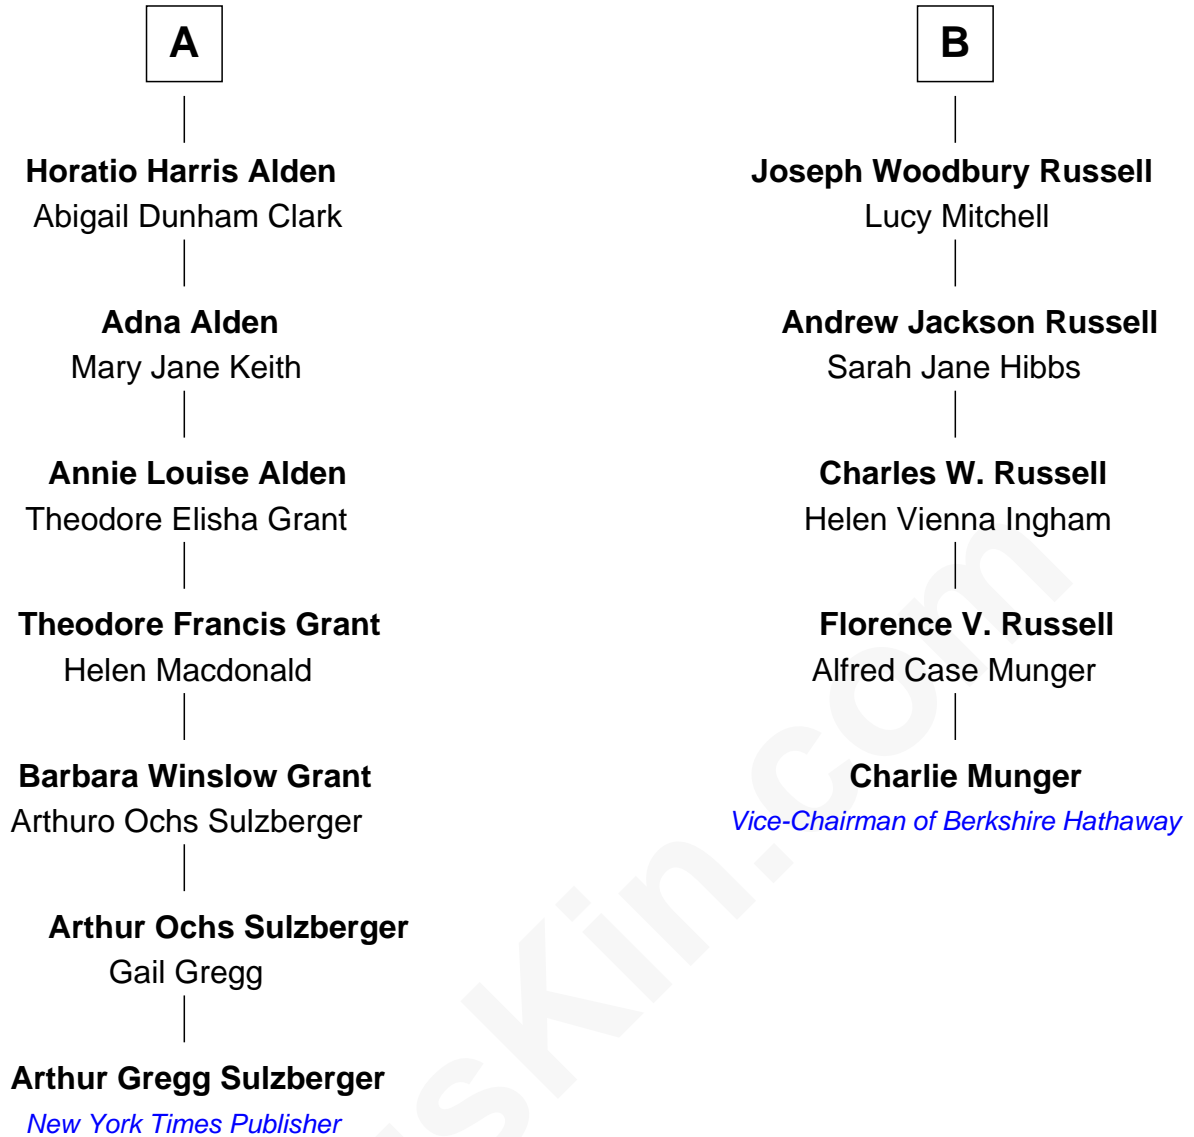 A
Horatio Harris Alden
Abigail Dunham Clark
Adna Alden
Mary Jane Keith
Annie Louise Alden
Theodore Elisha Grant
Theodore Francis Grant
Helen Macdonald
Barbara Winslow Grant
Arthuro Ochs Sulzberger
Arthur Ochs Sulzberger
Gail Gregg
Arthur Gregg Sulzberger
New York Times Publisher
B
Joseph Woodbury Russell
Lucy Mitchell
Andrew Jackson Russell
Sarah Jane Hibbs
Charles W. Russell
Helen Vienna Ingham
Florence V. Russell
Alfred Case Munger
Charlie Munger
Vice-Chairman of Berkshire Hathaway